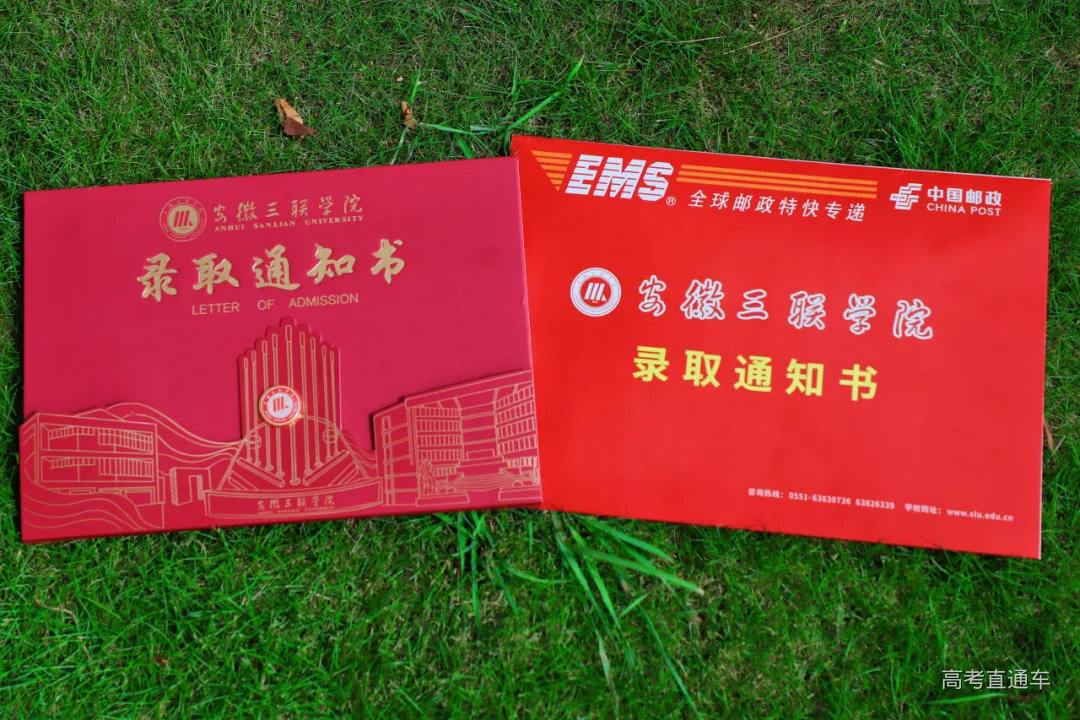 安徽三联学院
ANHUI SANLIAN UNIVERSITY
录取通知书
LETTER OF ADMISSION
安徽三联学院
ANHUI SANLIAN UNIVERSITY
EMS®
全球邮政特快专递
中国邮政
CHINA POST
安徽三联学院
录取通知书
咨询热线：0551-63830736 63826339 学校网址：www.slu.edu.cn
高考直通车